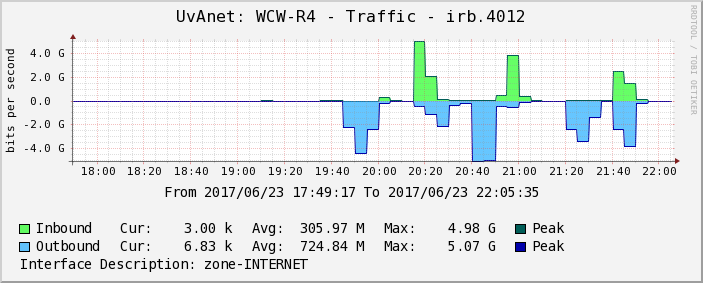 UvAnet: WCW-R4 - Traffic - irb.4012
RRDTOOL / TOBI OETIKER
bits per second
4.0 G
2.0 G
0.0
-2.0 G
-4.0 G
18:00 18:20 18:40 19:00 19:20 19:40 20:00 20:20 20:40 21:00 21:20 21:40 22:00
From 2017/06/23 17:49:17 To 2017/06/23 22:05:35
Inbound Cur: 3.00 k Avg: 305.97 M Max: 4.98 G Peak
Outbound Cur: 6.83 k Avg: 724.84 M Max: 5.07 G Peak
Interface Description: zone-INTERNET